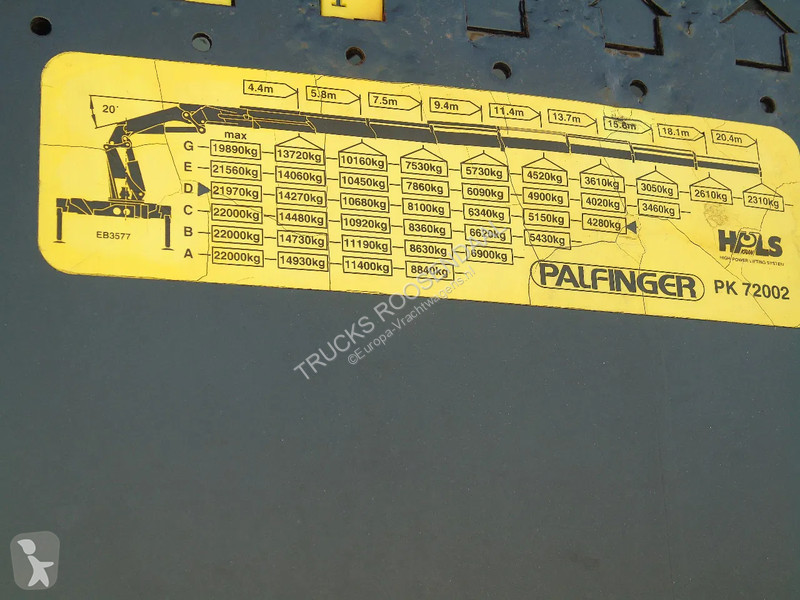 4.4m 5.8m 7.5m 9.4m 11.4m 13.7m 15.8m 18.1m 20.4m
20°
max
G 19890kg 13720kg 10160kg 7530kg 5730kg 4520kg 3610kg 3050kg 2610kg 2310kg
E 21560kg 14060kg 10450kg 7860kg 6090kg 4900kg 4020kg 3460kg
D 21970kg 14270kg 10680kg 8100kg 6340kg 5150kg 4280kg
C 22000kg 14480kg 10920kg 8360kg 6620kg 5430kg
B 22000kg 14730kg 11190kg 8630kg 6900kg
A 22000kg 14930kg 11400kg 8840kg
EB3577
HPLS
HIGH POWER LIFTING SYSTEM
PALFINGER PK 72002
TRUCKS ROOSENDAAL
©Europa-Vrachtwagens.nl